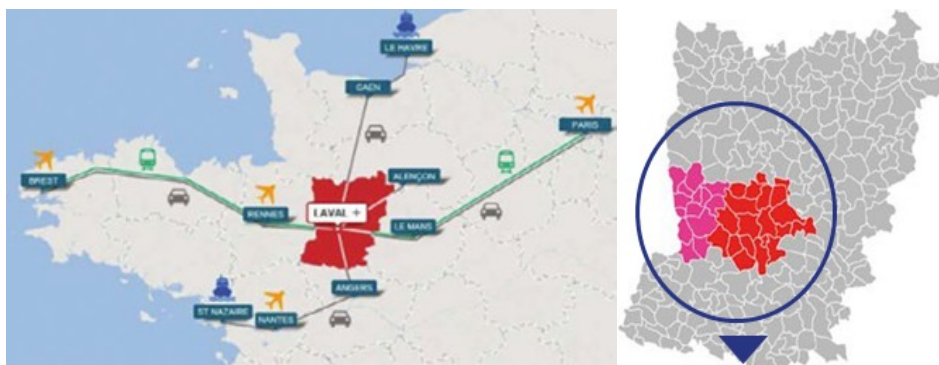 LE HAVRE
CAEN
PARIS
BREST
ALENÇON
RENNES
LAVAL +
LE MANS
ANGERS
ST NAZAIRE
NANTES